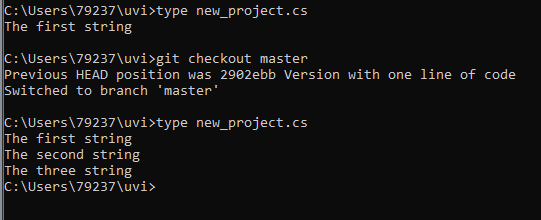 C:\Users\79237\uvi>type new_project.cs
The first string
C:\Users\79237\uvi>git checkout master
Previous HEAD position was 2902ebb Version with one line of code
Switched to branch 'master'
C:\Users\79237\uvi>type new_project.cs
The first string
The second string
The three string
C:\Users\79237\uvi>